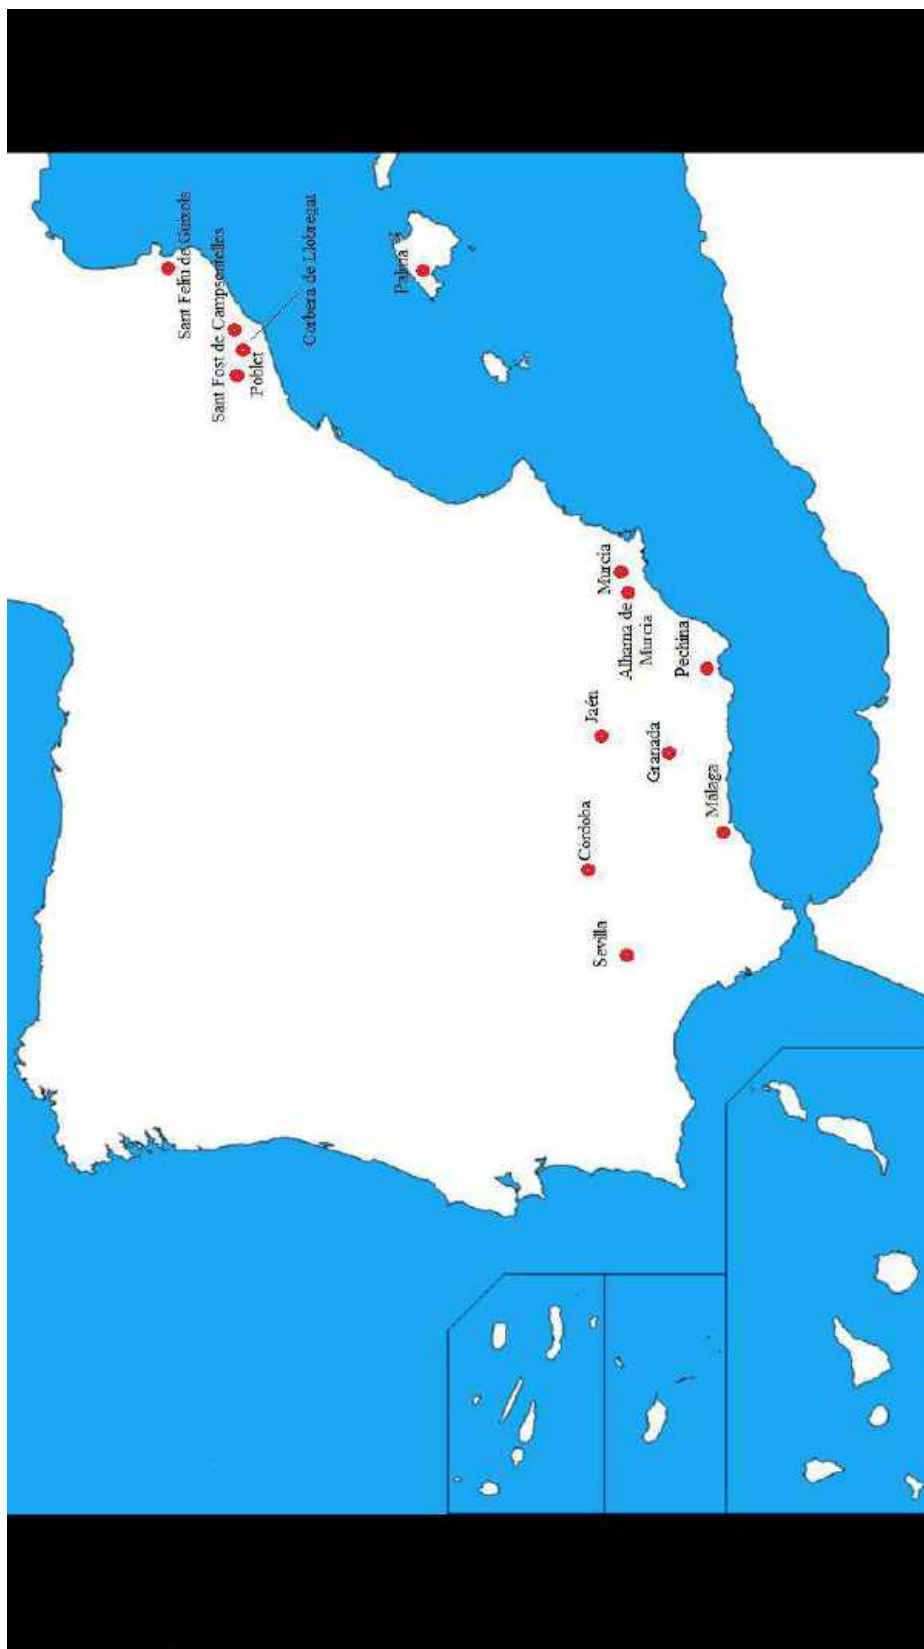 Sant Feliu de Guixols
Sant Fost de Campsentelles
Poblet
Corbera de Llobregat
Palma
Córdoba
Jaén
Murcia
Alhama de
Murcia
Sevilla
Granada
Pechina
Málaga